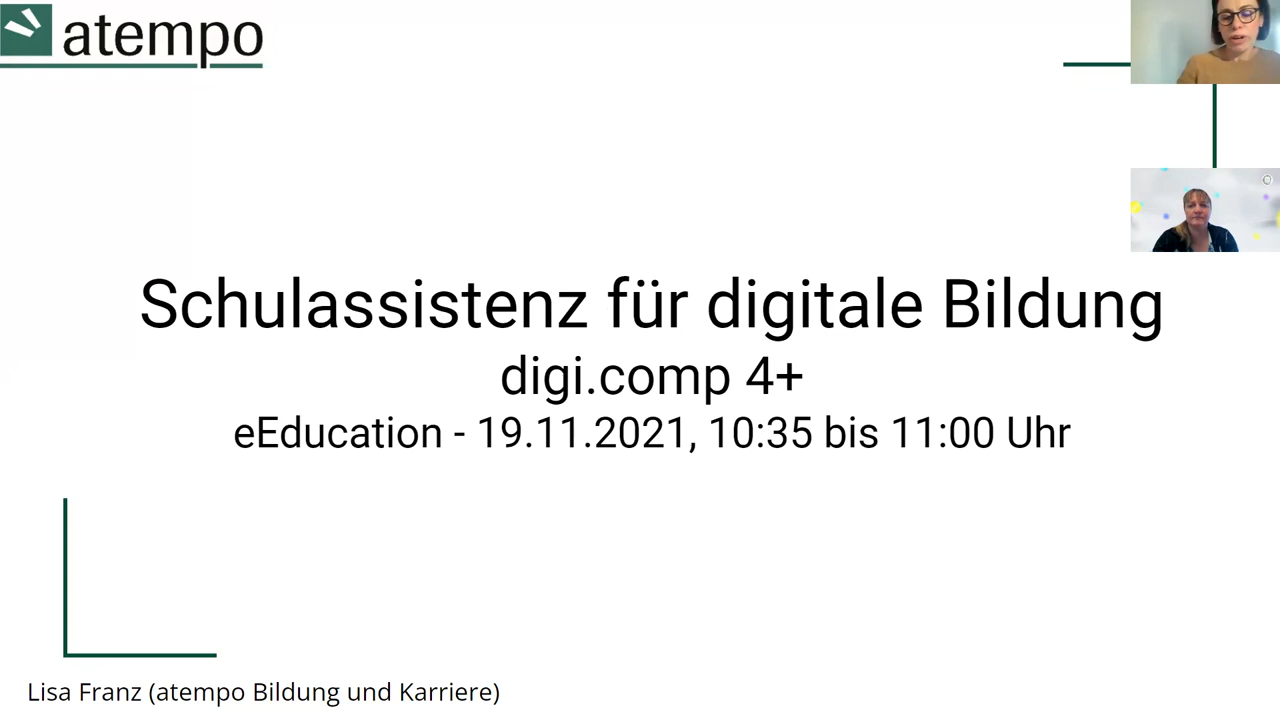 atempo
Schulassistenz für digitale Bildung
digi.comp 4+
eEducation - 19.11.2021, 10:35 bis 11:00 Uhr
Lisa Franz (atempo Bildung und Karriere)